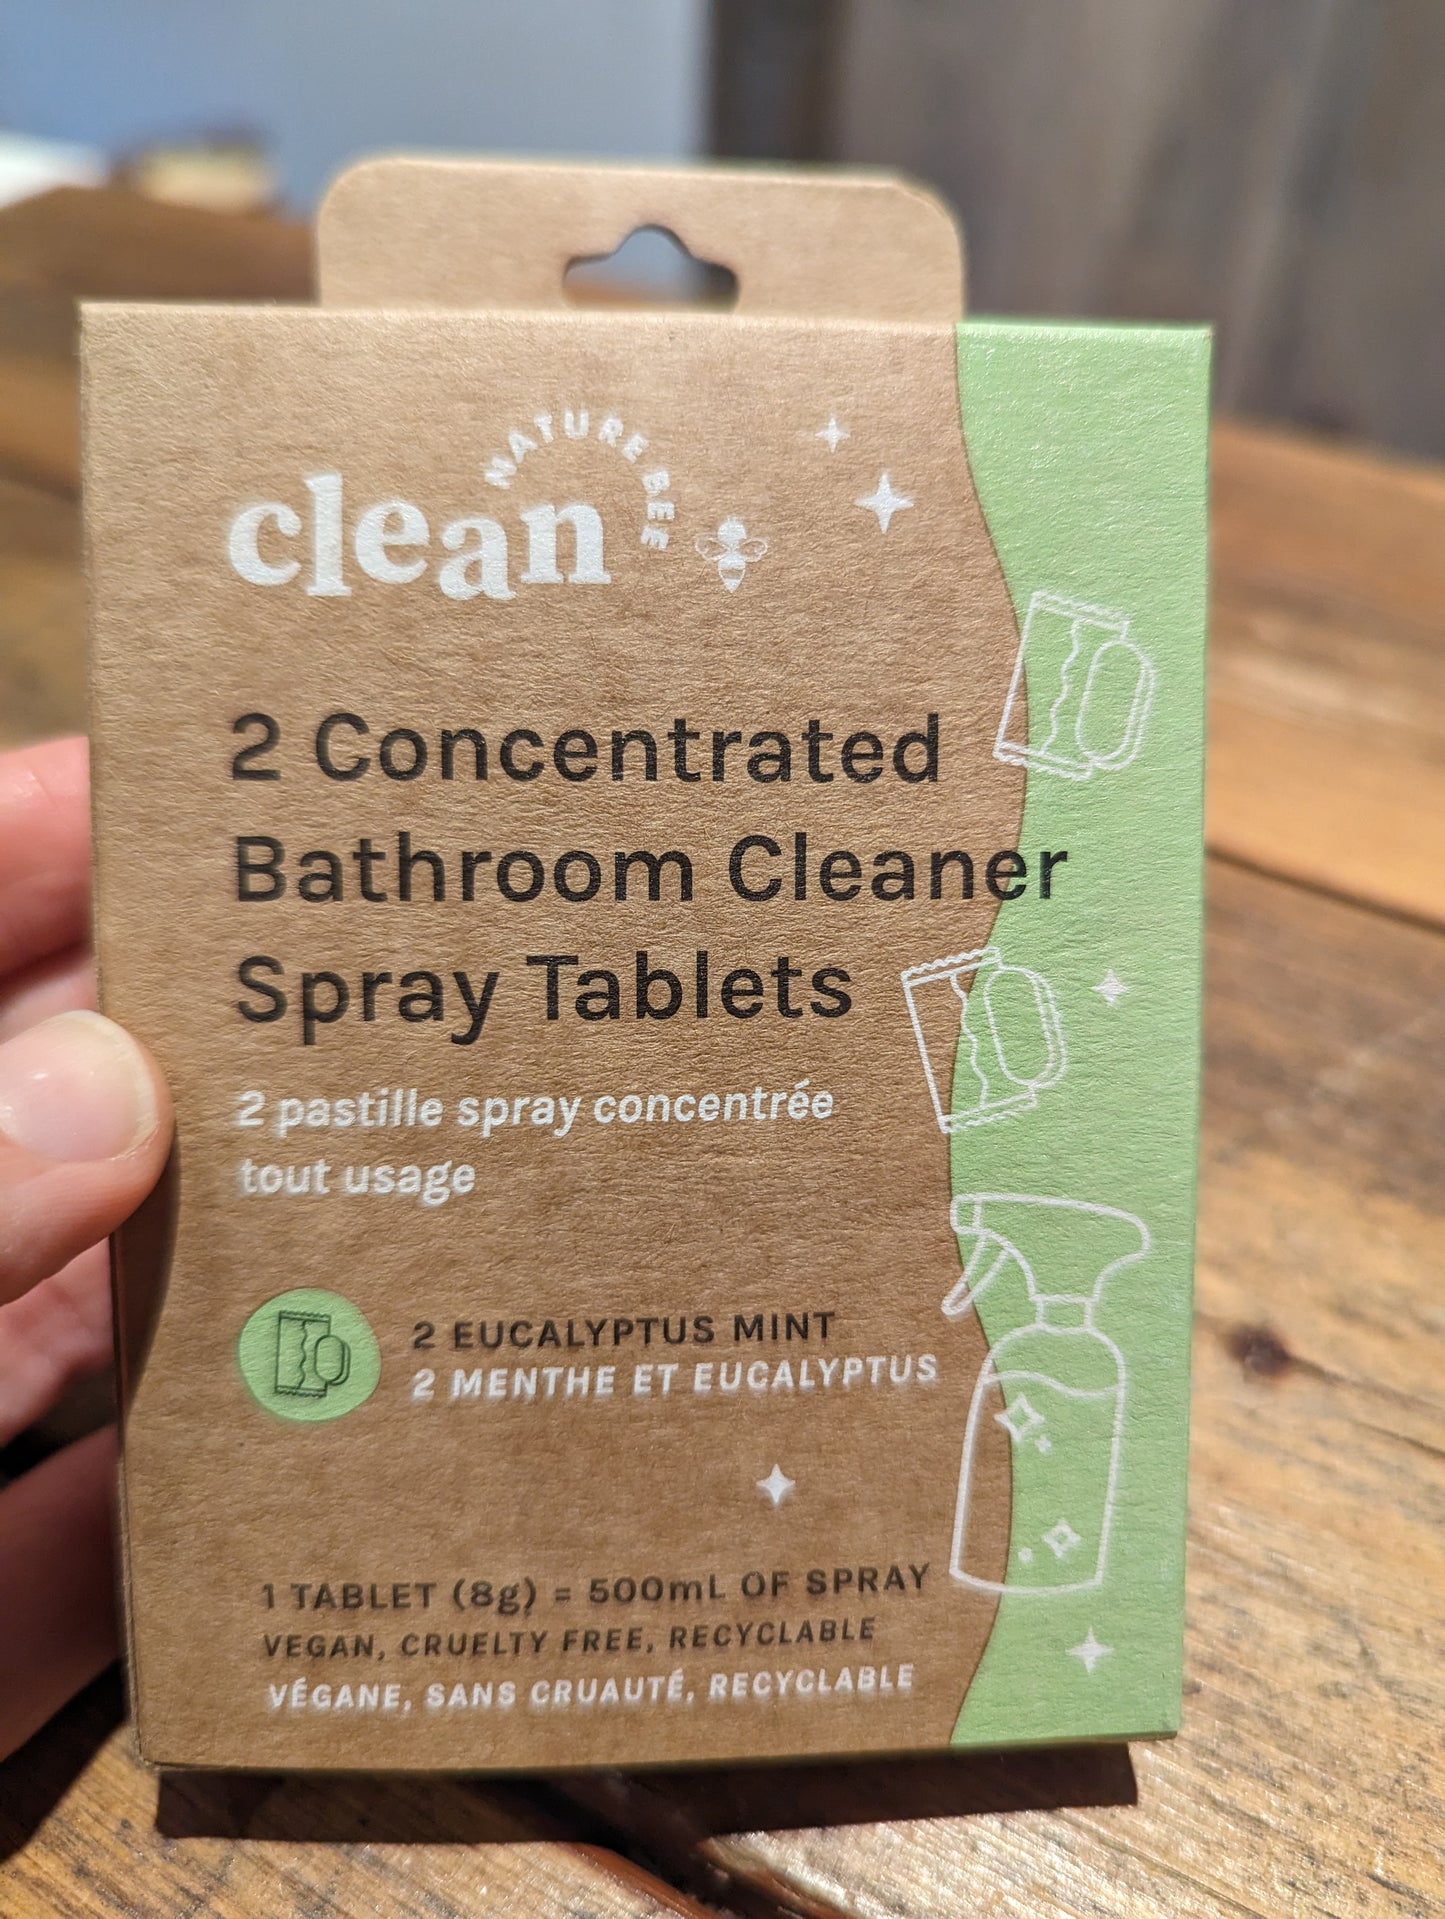 NATURE BEE
clean
2 Concentrated
Bathroom Cleaner
Spray Tablets
2 pastille spray concentrée
tout usage
2 EUCALYPTUS MINT
2 MENTHE ET EUCALYPTUS
1 TABLET (8g) = 500mL OF SPRAY
VEGAN, CRUELTY FREE, RECYCLABLE
VÉGANE, SANS CRUAUTÉ, RECYCLABLE